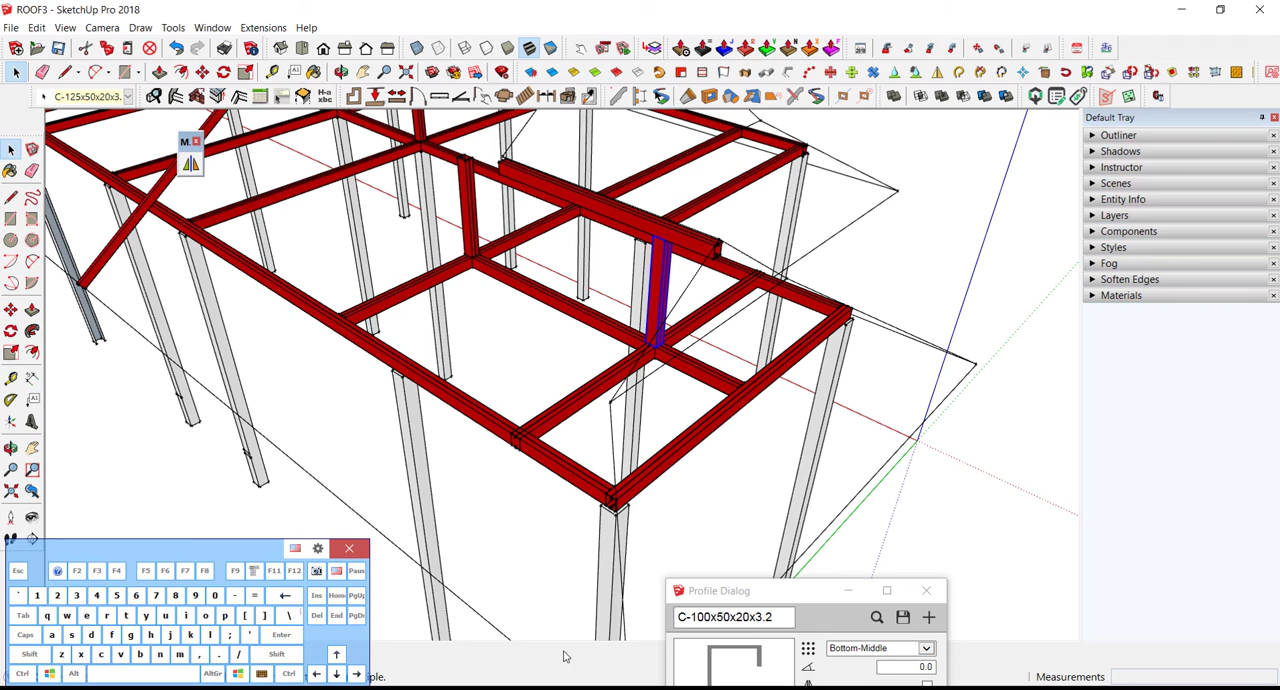 ROOF3 - SketchUp Pro 2018
File Edit View Camera Draw Tools Window Extensions Help
C-125x50x20x3.
Default Tray
Outliner
Shadows
Instructor
Scenes
Entity Info
Layers
Components
Styles
Fog
Soften Edges
Materials
M.
Esc F2 F3 F4 F5 F6 F7 F8 F9 F11 F12 Paus
` 1 2 3 4 5 6 7 8 9 0 - = Ins Hom PgUp
Tab q w e r t y u i o p [ ] \ Del End PgDn
Caps a s d f g h j k l ; ' Enter
Shift z x c v b n m , . / Shift
Ctrl Alt AltGr Ctrl
Profile Dialog
C-100x50x20x3.2
Bottom-Middle
0.0
Measurements